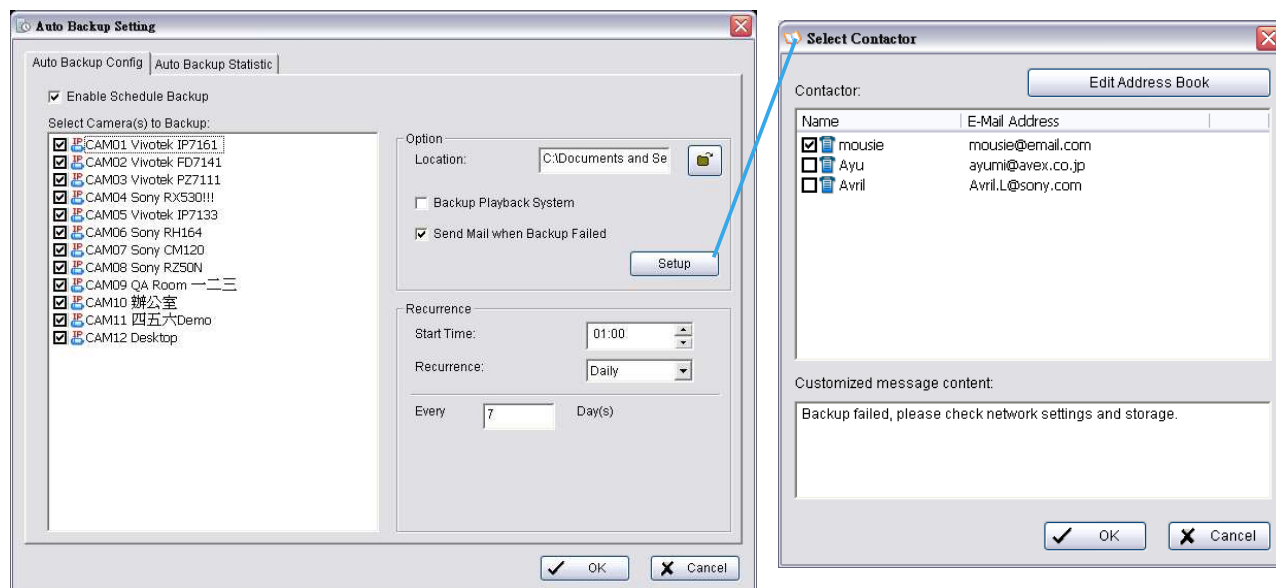 Auto Backup Setting
Auto Backup Config
Auto Backup Statistic
Enable Schedule Backup
Select Camera(s) to Backup:
CAM01 Vivotek IP7161
CAM02 Vivotek FD7141
CAM03 Vivotek PZ7111
CAM04 Sony RX530!!!
CAM05 Vivotek IP7133
CAM06 Sony RH164
CAM07 Sony CM120
CAM08 Sony RZ50N
CAM09 QA Room 一二三
CAM10 辦公室
CAM11 四五六Demo
CAM12 Desktop
Option
Location:
C:\Documents and Se
Backup Playback System
Send Mail when Backup Failed
Setup
Recurrence
Start Time:
01:00
Recurrence:
Daily
Every 7 Day(s)
OK
Cancel
Select Contactor
Contactor:
Edit Address Book
Name E-Mail Address
mousie mousie@email.com
Ayu ayumi@avex.co.jp
Avril Avril.L@sony.com
Customized message content:
Backup failed, please check network settings and storage.
OK
Cancel